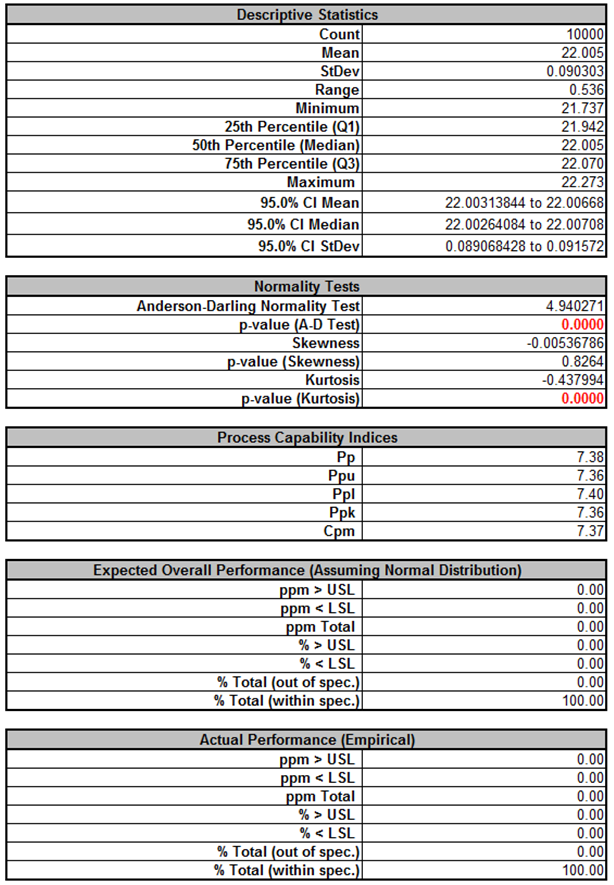 Descriptive Statistics
Count 10000
Mean 22.005
StDev 0.090303
Range 0.536
Minimum 21.737
25th Percentile (Q1) 21.942
50th Percentile (Median) 22.005
75th Percentile (Q3) 22.070
Maximum 22.273
95.0% CI Mean 22.00313844 to 22.00668
95.0% CI Median 22.00264084 to 22.00708
95.0% CI StDev 0.089068428 to 0.091572
Normality Tests
Anderson-Darling Normality Test 4.940271
p-value (A-D Test) 0.0000
Skewness -0.00536786
p-value (Skewness) 0.8264
Kurtosis -0.437994
p-value (Kurtosis) 0.0000
Process Capability Indices
Pp 7.38
Ppu 7.36
Ppl 7.40
Ppk 7.36
Cpm 7.37
Expected Overall Performance (Assuming Normal Distribution)
ppm > USL 0.00
ppm < LSL 0.00
ppm Total 0.00
% > USL 0.00
% < LSL 0.00
% Total (out of spec.) 0.00
% Total (within spec.) 100.00
Actual Performance (Empirical)
ppm > USL 0.00
ppm < LSL 0.00
ppm Total 0.00
% > USL 0.00
% < LSL 0.00
% Total (out of spec.) 0.00
% Total (within spec.) 100.00